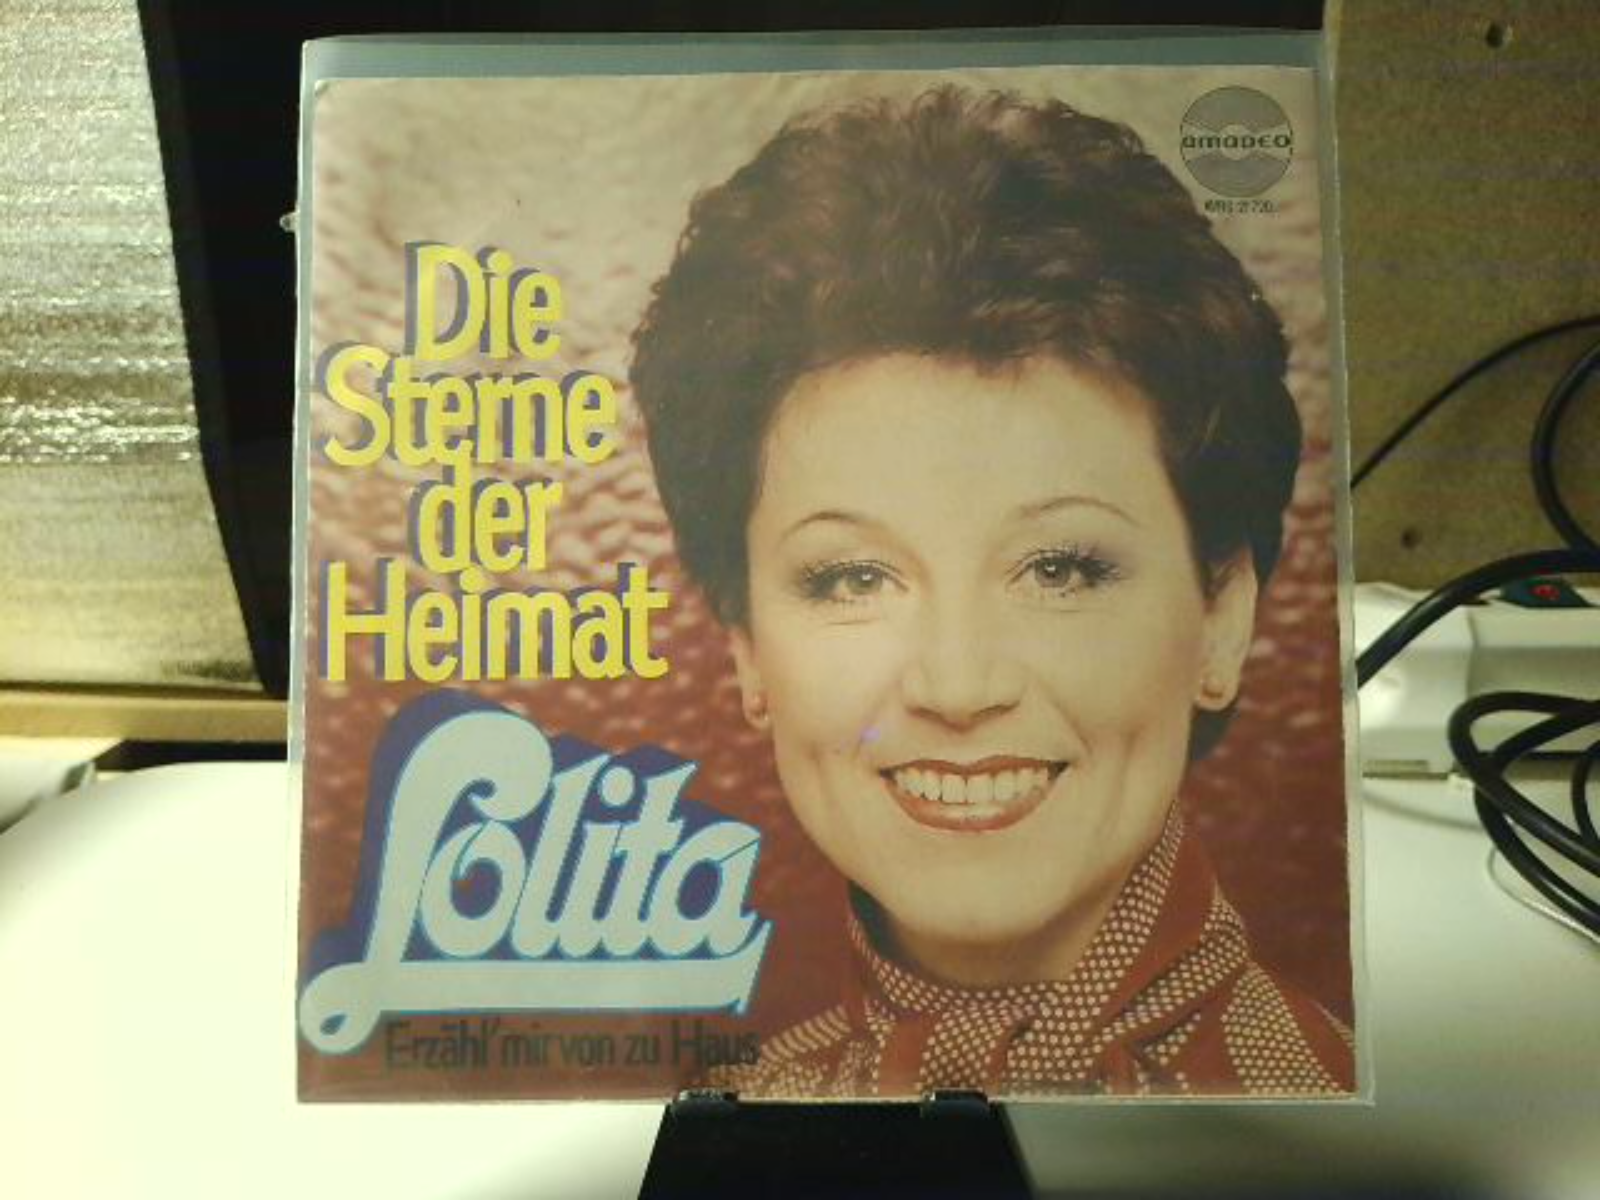 amadeo
Die
Sterne
der
Heimat
Lolita
Erzähl' mir von zu Haus